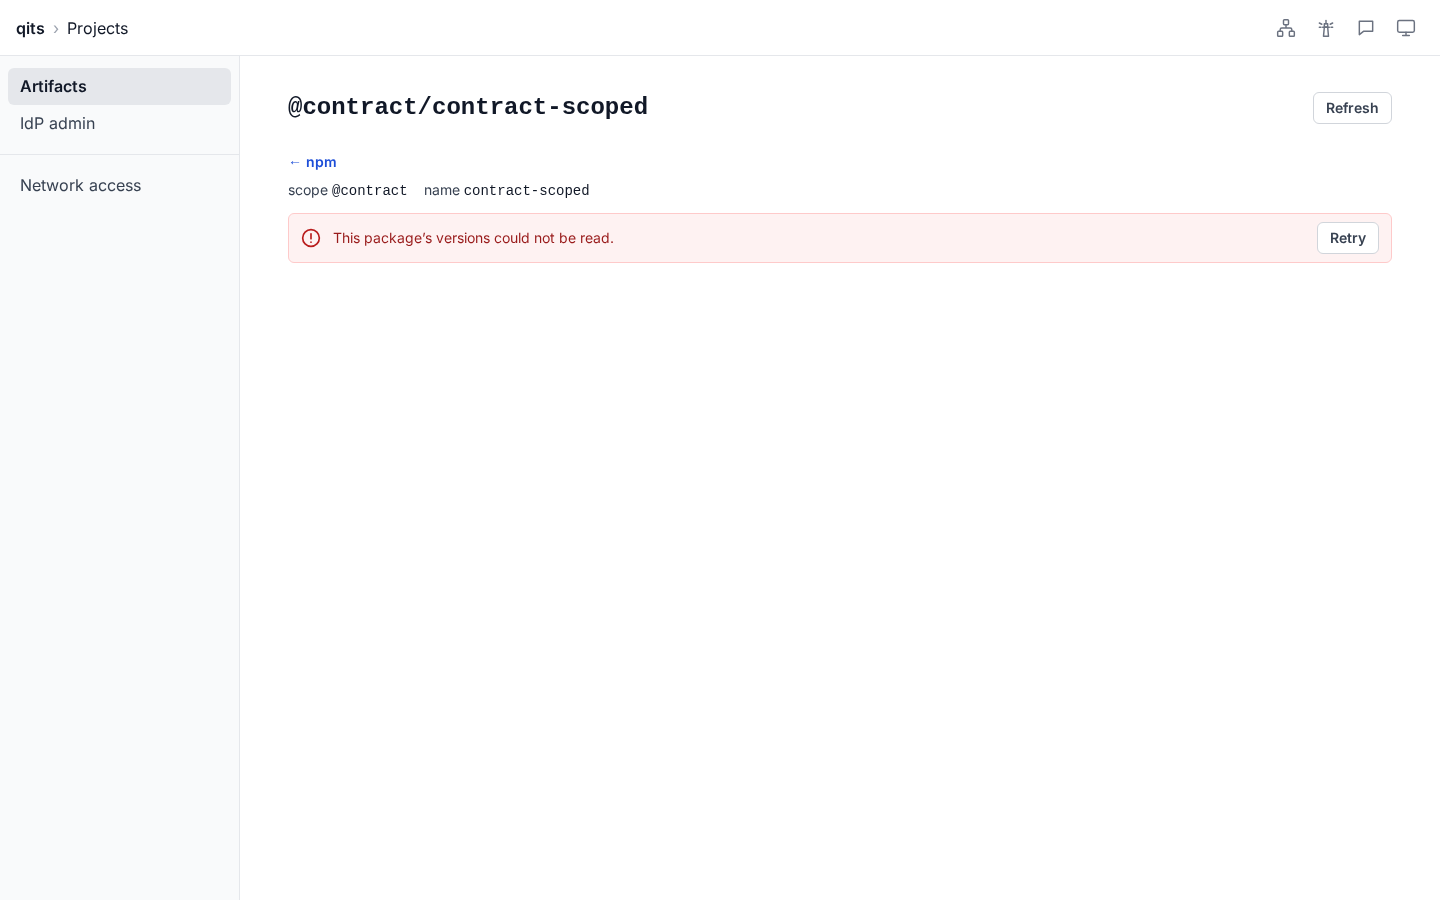 qits › Projects
Artifacts
IdP admin
Network access
@contract/contract-scoped
Refresh
← npm
scope @contract name contract-scoped
This package’s versions could not be read.
Retry